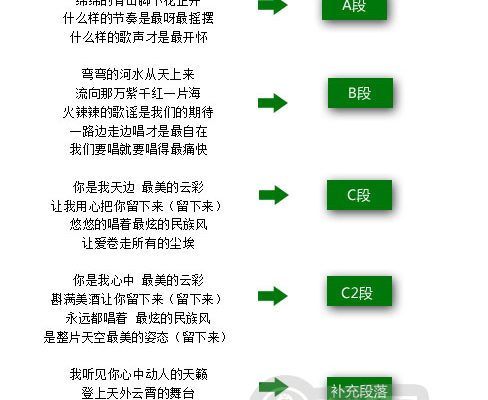 绵绵的青山脚下花正开
什么样的节奏是最呀最摇摆
什么样的歌声才是最开怀
A段
弯弯的河水从天上来
流向那万紫千红一片海
火辣辣的歌谣是我们的期待
一路边走边唱才是最自在
我们要唱就要唱得最痛快
B段
你是我天边 最美的云彩
让我用心把你留下来（留下来）
悠悠的唱着最炫的民族风
让爱卷走所有的尘埃
C段
你是我心中 最美的云彩
斟满美酒让你留下来（留下来）
永远都唱着 最炫的民族风
是整片天空最美的姿态（留下来）
C2段
我听见你心中动人的天籁
登上天外云霄的舞台
补充段落